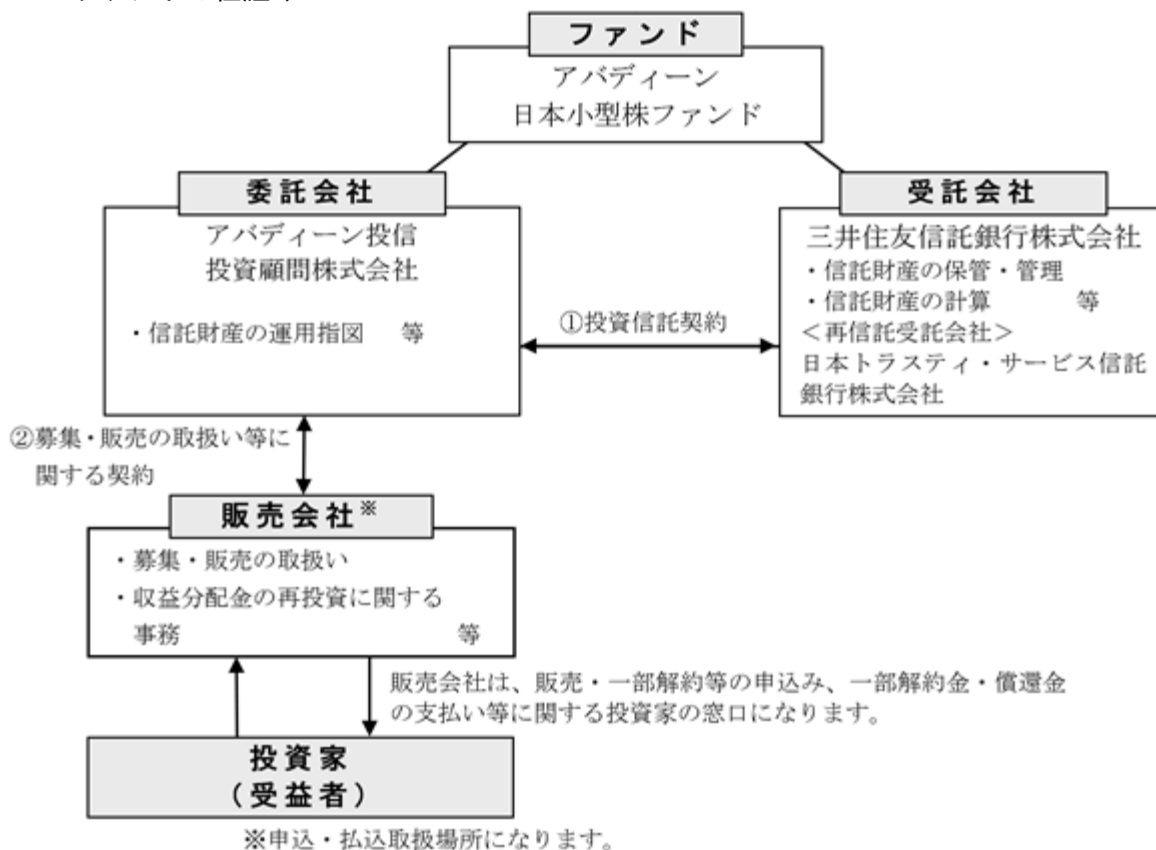 ファンド
アバディーン
日本小型株ファンド
委託会社
アバディーン投信
投資顧問株式会社
・信託財産の運用指図 等
①投資信託契約
受託会社
三井住友信託銀行株式会社
・信託財産の保管・管理
・信託財産の計算 等
<再信託受託会社>
日本トラスティ・サービス信託
銀行株式会社
②募集・販売の取扱い等に
関する契約
販売会社※
・募集・販売の取扱い
・収益分配金の再投資に関する
事務 等
販売会社は、販売・一部解約等の申込み、一部解約金・償還金
の支払い等に関する投資家の窓口になります。
投資家
（受益者）
※申込・払込取扱場所になります。